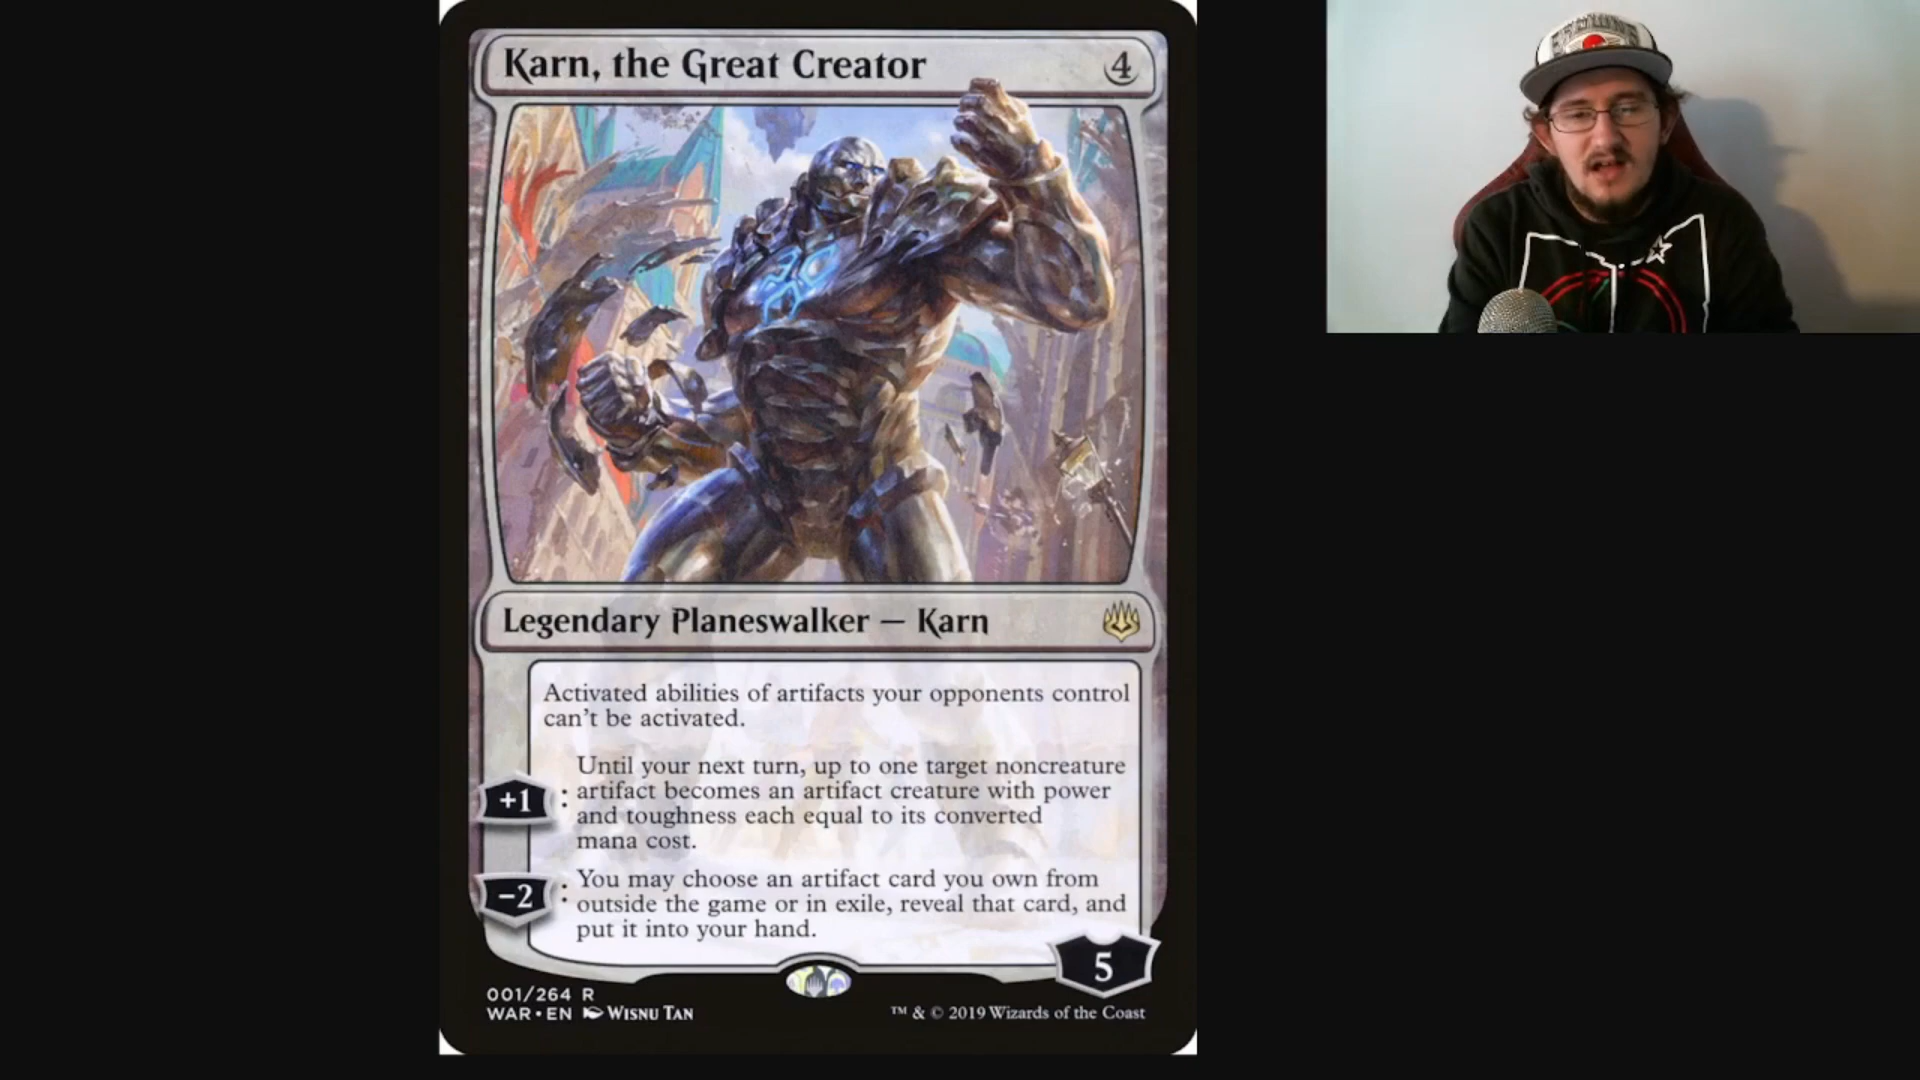 Karn, the Great Creator
4
Legendary Planeswalker — Karn
Activated abilities of artifacts your opponents control
can't be activated.
Until your next turn, up to one target noncreature
+1 : artifact becomes an artifact creature with power
and toughness each equal to its converted
mana cost.
You may choose an artifact card you own from
−2 : outside the game or in exile, reveal that card, and
put it into your hand.
5
001/264 R
WAR • EN Wisnu Tan
™ & © 2019 Wizards of the Coast